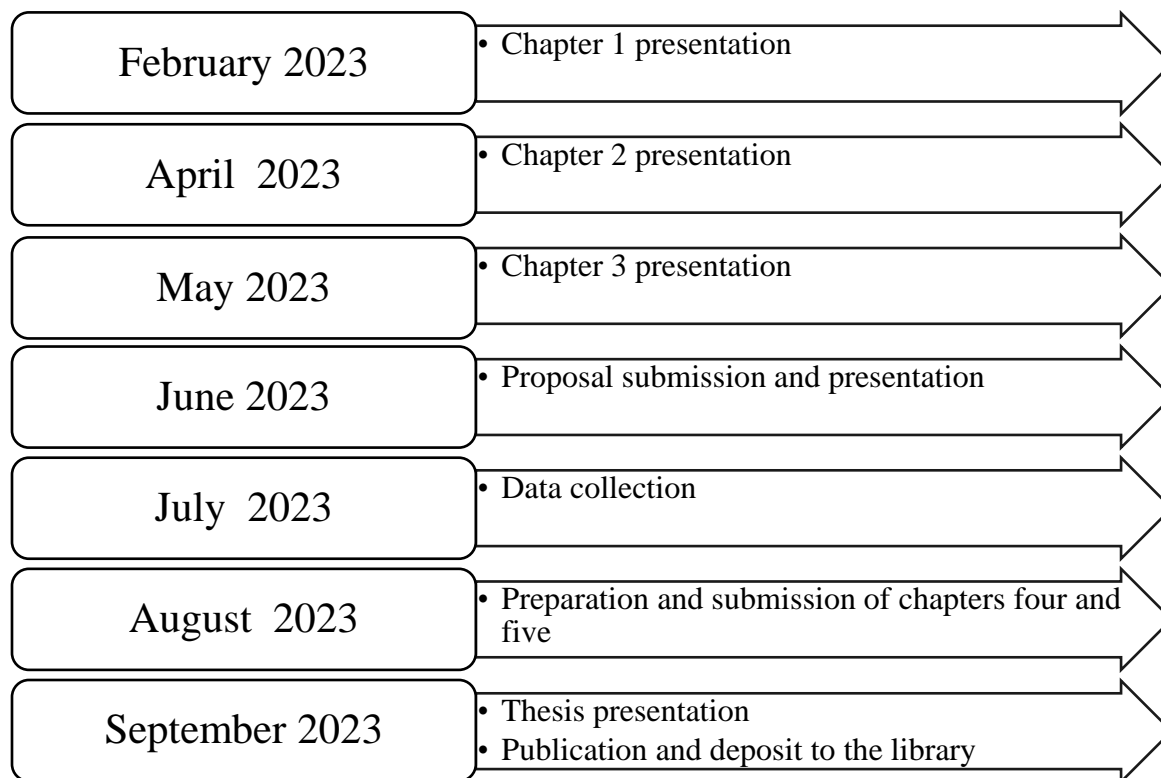 February 2023
• Chapter 1 presentation
April 2023
• Chapter 2 presentation
May 2023
• Chapter 3 presentation
June 2023
• Proposal submission and presentation
July 2023
• Data collection
August 2023
• Preparation and submission of chapters four and
five
September 2023
• Thesis presentation
• Publication and deposit to the library